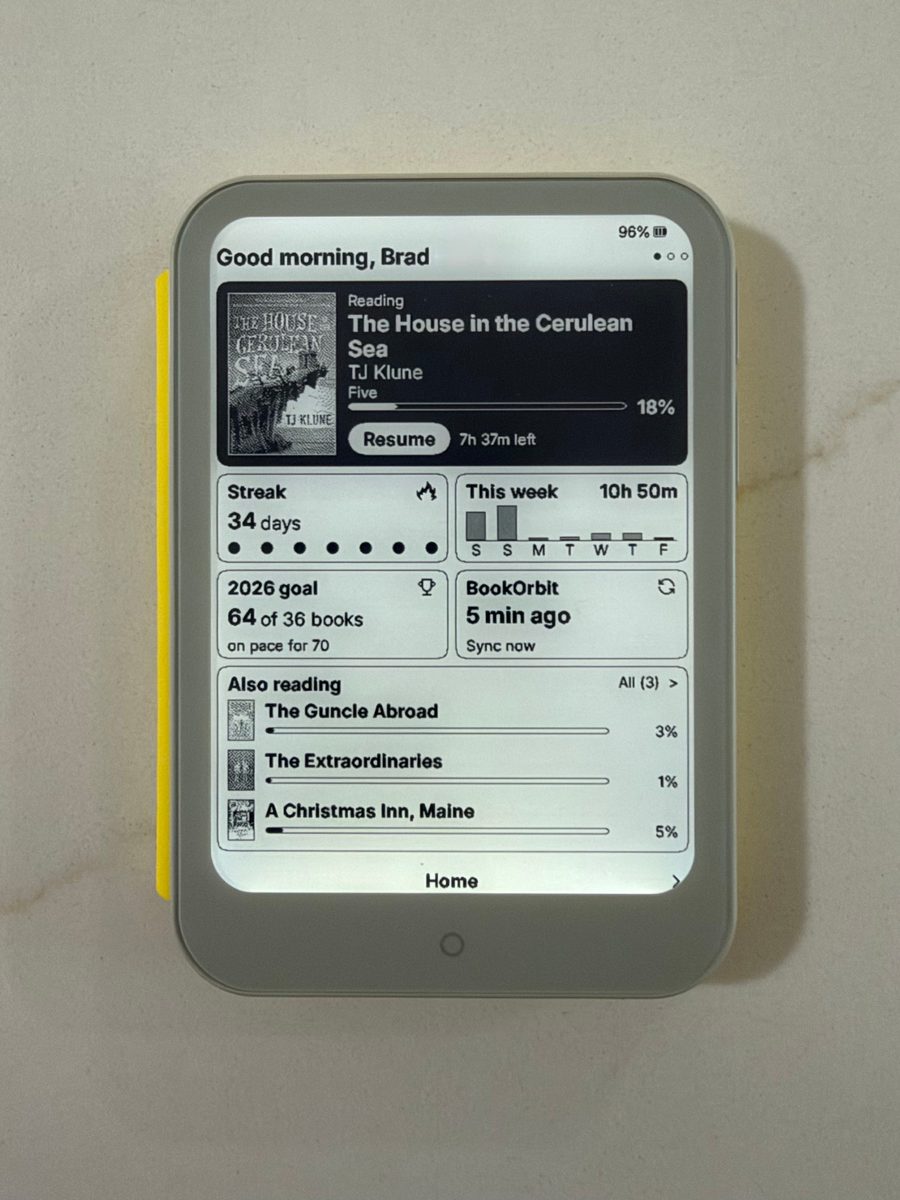 96%
Good morning, Brad
THE HOUSE
IN THE
CERULEAN
SEA
TJ KLUNE
Reading
The House in the Cerulean
Sea
TJ Klune
Five
18%
Resume 7h 37m left
Streak
34 days
This week 10h 50m
S S M T W T F
2026 goal
64 of 36 books
on pace for 70
BookOrbit
5 min ago
Sync now
Also reading All (3) >
The Guncle Abroad
3%
The Extraordinaries
1%
A Christmas Inn, Maine
5%
Home >